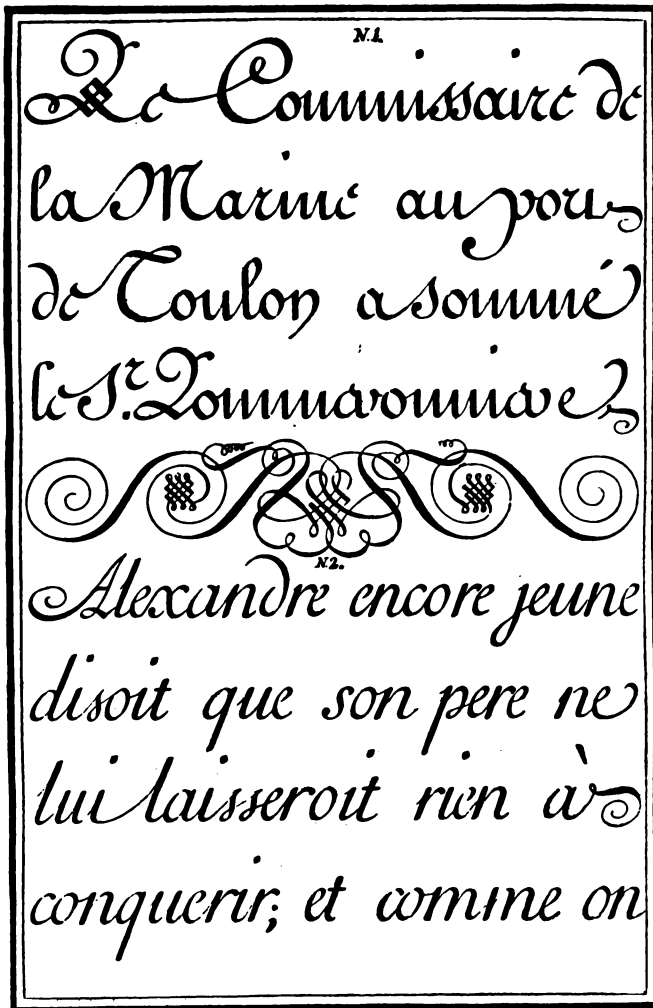 N.1.
Le Commissaire de
la Marine au port
de Toulon a sommé
le S.r
N.2.
Alexandre encore jeune
disoit que son pere ne
lui laisseroit rien à
conquerir; et comme on